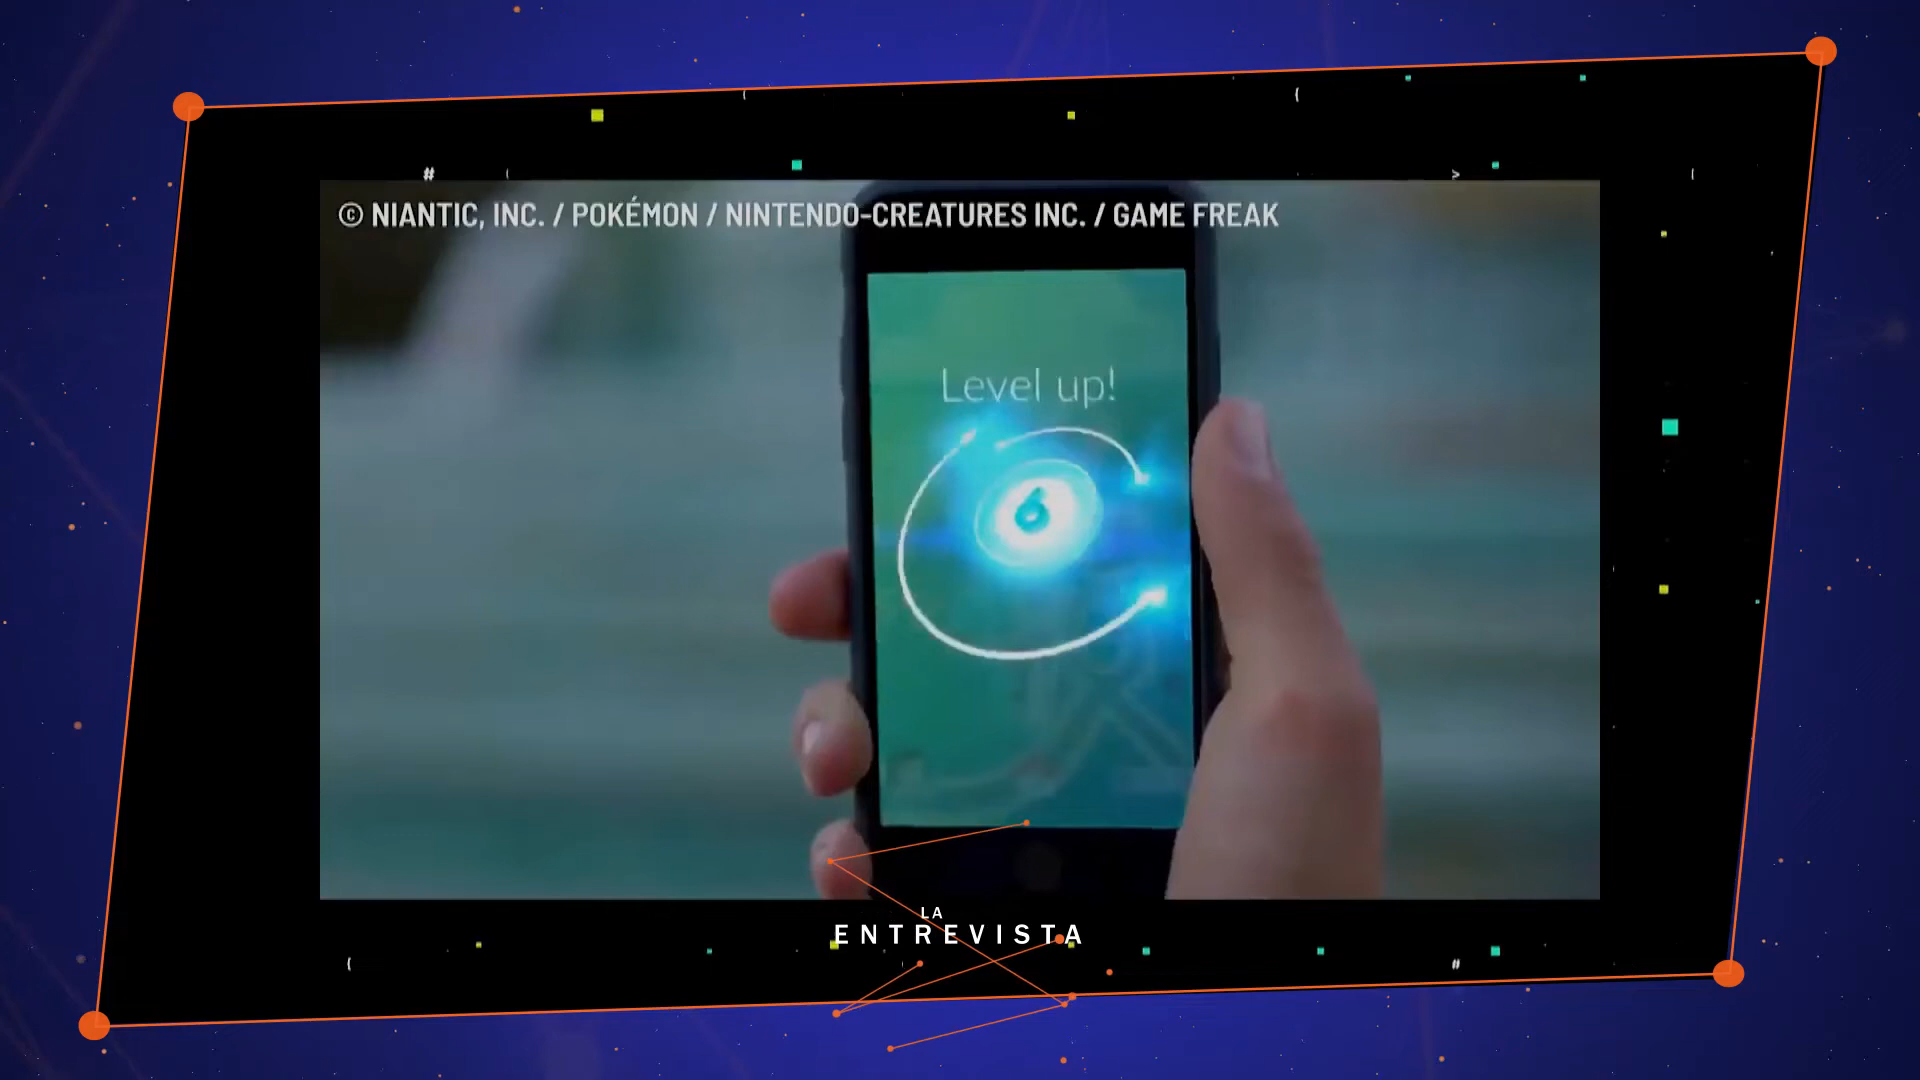 © NIANTIC, INC. / POKÉMON / NINTENDO-CREATURES INC. / GAME FREAK
Level up!
6
LA
ENTREVISTA